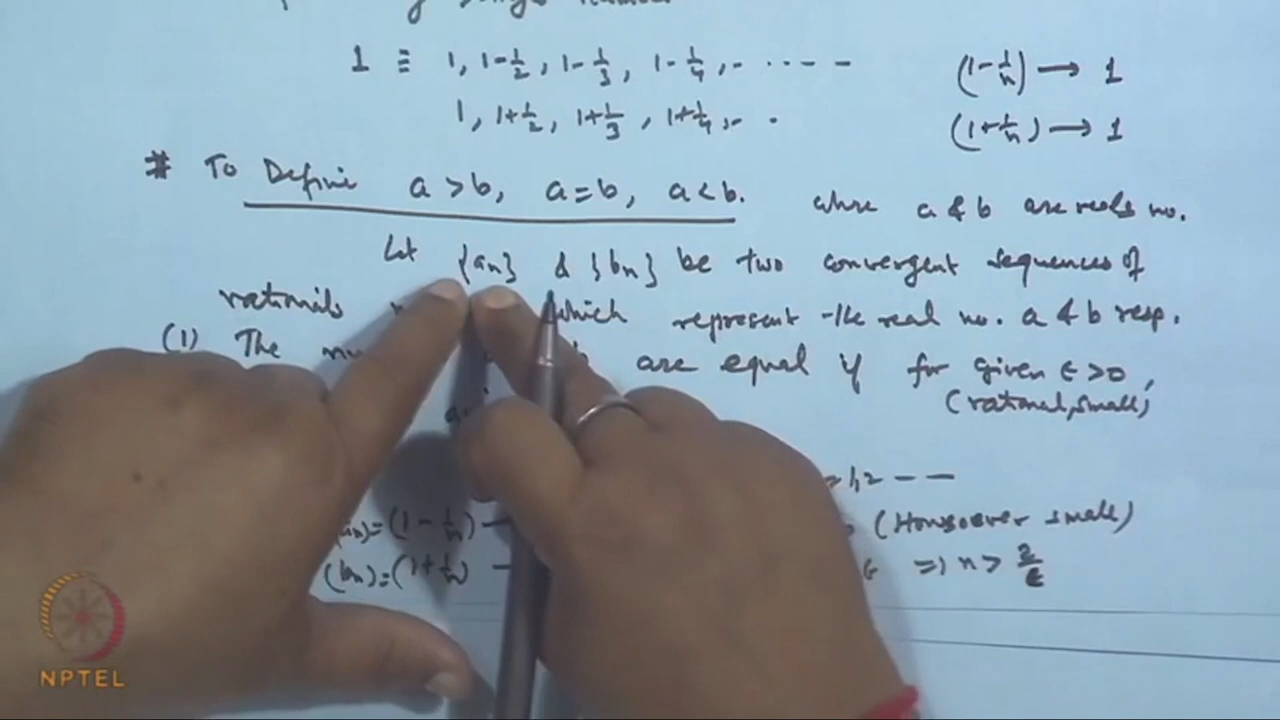 1 ≡ 1, 1-1/2, 1-1/3, 1-1/4, - ..... - (1-1/n) → 1
1, 1+1/2, 1+1/3, 1+1/4, - . (1+1/n) → 1
# To Define a > b, a = b, a < b. where a & b are reals no.
Let {an} & {bn} be two convergent sequences of
rationals which represent the real no. a & b resp.
(1) The b are equal if for given ε > 0,
(rational, small)
= 1, 2 - -
(an) = (1-1/n) - (Howsoever small)
(bn) = (1+1/n) - ε ⇒ n > 2/ε
NPTEL